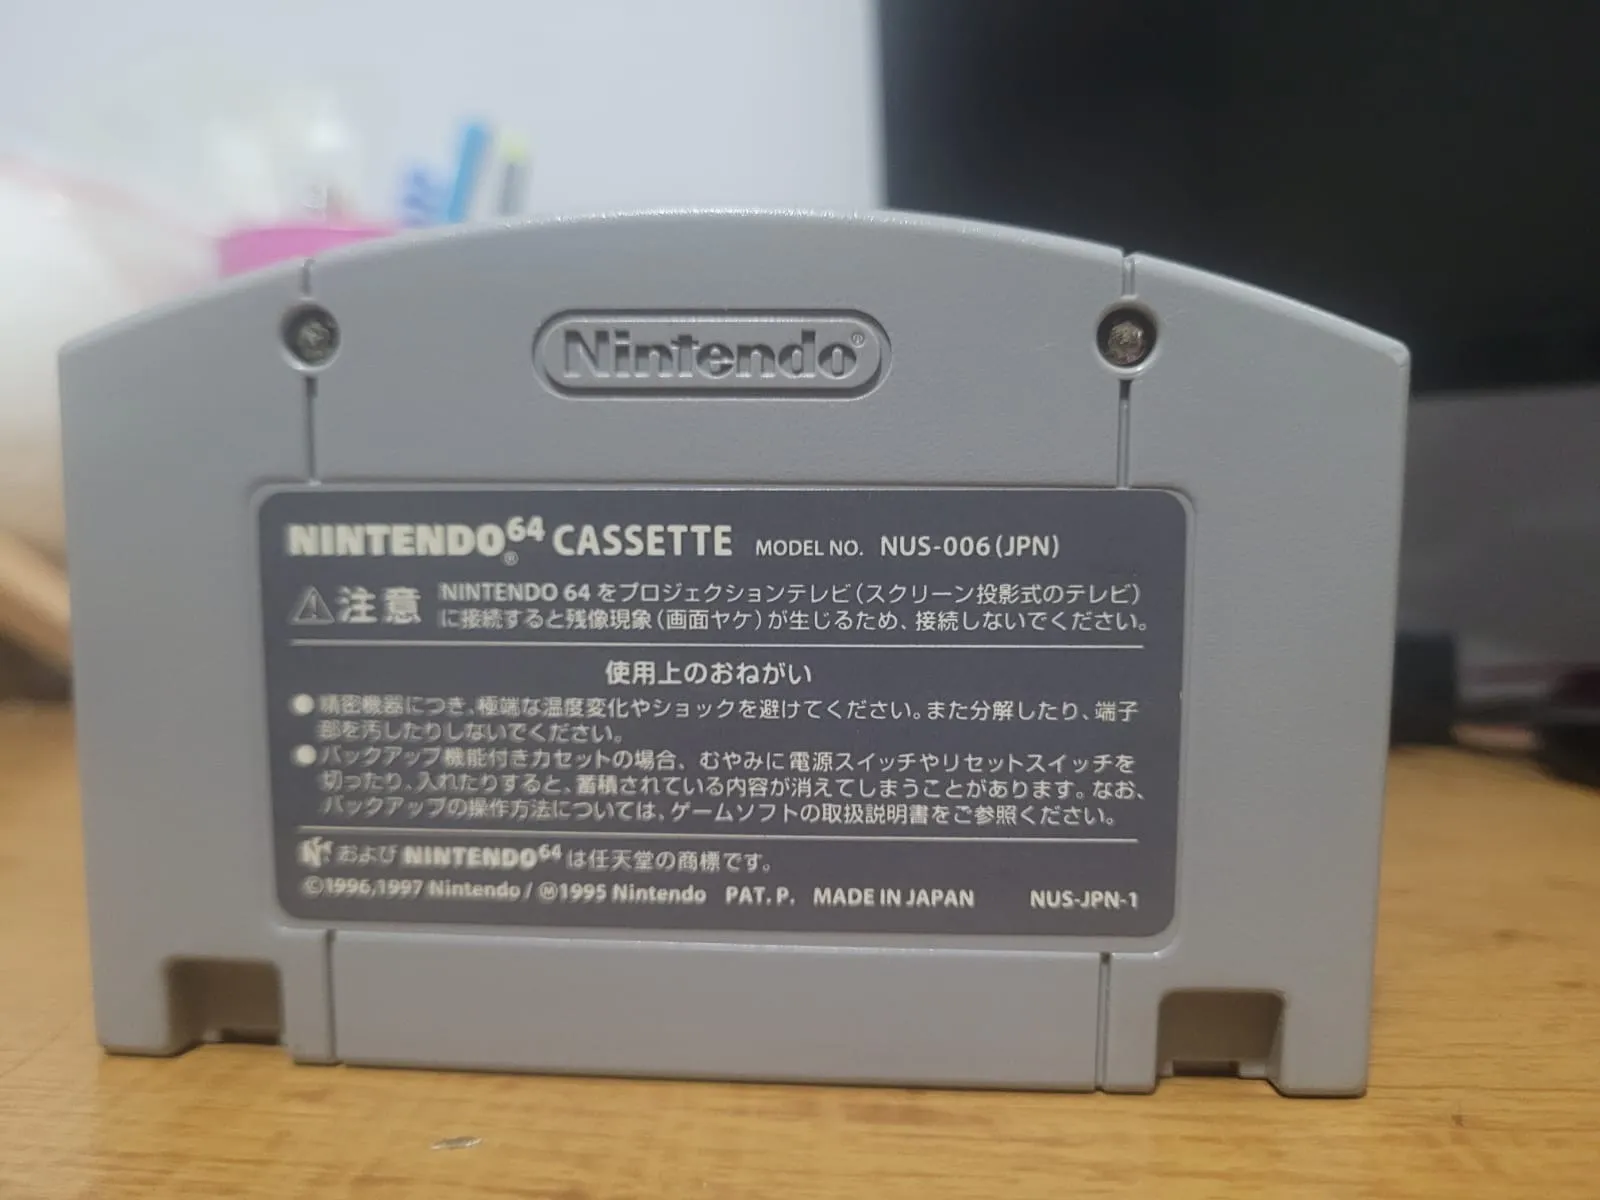 Nintendo®
NINTENDO64® CASSETTE MODEL NO. NUS-006(JPN)
⚠注意 NINTENDO 64 をプロジェクションテレビ(スクリーン投影式のテレビ)
に接続すると残像現象(画面ヤケ)が生じるため、接続しないでください。
使用上のおねがい
●精密機器につき、極端な温度変化やショックを避けてください。また分解したり、端子
部を汚したりしないでください。
●バックアップ機能付きカセットの場合、むやみに電源スイッチやリセットスイッチを
切ったり、入れたりすると、蓄積されている内容が消えてしまうことがあります。なお、
バックアップの操作方法については、ゲームソフトの取扱説明書をご参照ください。
および NINTENDO64 は任天堂の商標です。
©1996,1997 Nintendo / Ⓜ1995 Nintendo PAT. P. MADE IN JAPAN NUS-JPN-1